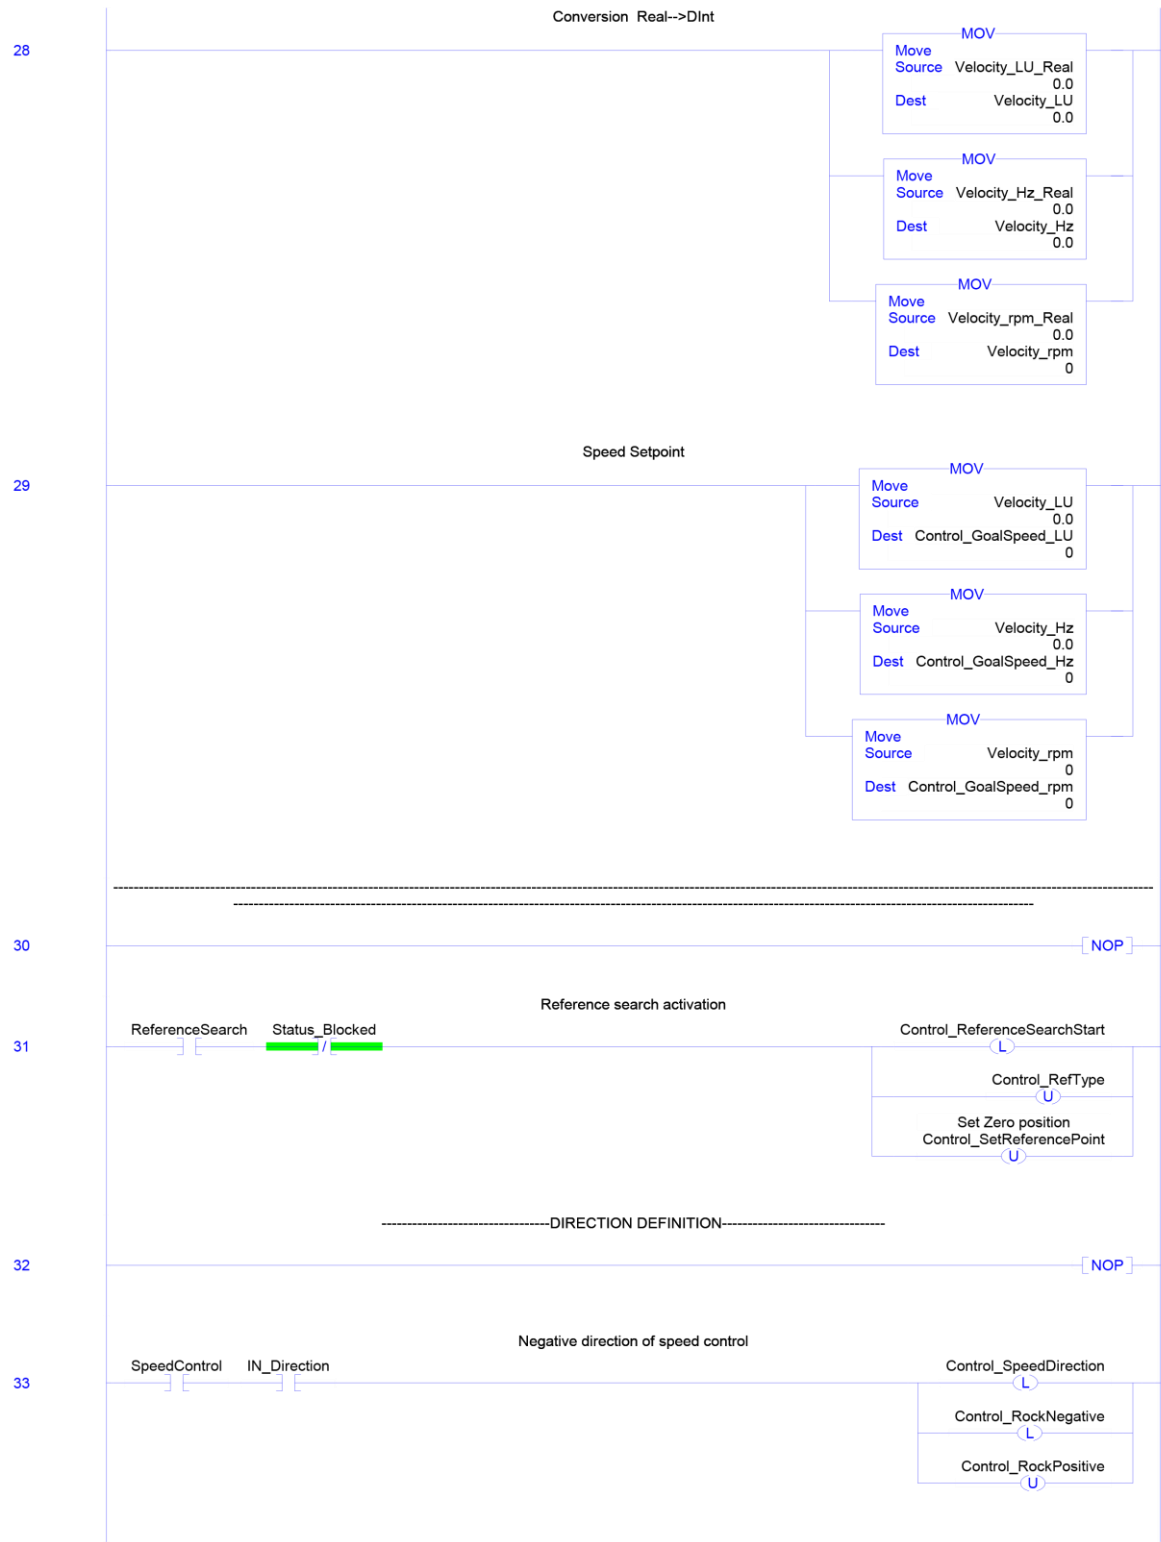 Conversion  Real-->DInt
28
MOV
Move
Source Velocity_LU_Real
0.0
Dest Velocity_LU
0.0
MOV
Move
Source Velocity_Hz_Real
0.0
Dest Velocity_Hz
0.0
MOV
Move
Source Velocity_rpm_Real
0.0
Dest Velocity_rpm
0
Speed Setpoint
29
MOV
Move
Source Velocity_LU
0.0
Dest Control_GoalSpeed_LU
0
MOV
Move
Source Velocity_Hz
0.0
Dest Control_GoalSpeed_Hz
0
MOV
Move
Source Velocity_rpm
0
Dest Control_GoalSpeed_rpm
0
30 NOP
Reference search activation
ReferenceSearch Status_Blocked Control_ReferenceSearchStart
31 / L
Control_RefType
U
Set Zero position
Control_SetReferencePoint
U
---------------------------------DIRECTION DEFINITION--------------------------------
32 NOP
Negative direction of speed control
SpeedControl IN_Direction Control_SpeedDirection
33 L
Control_RockNegative
L
Control_RockPositive
U